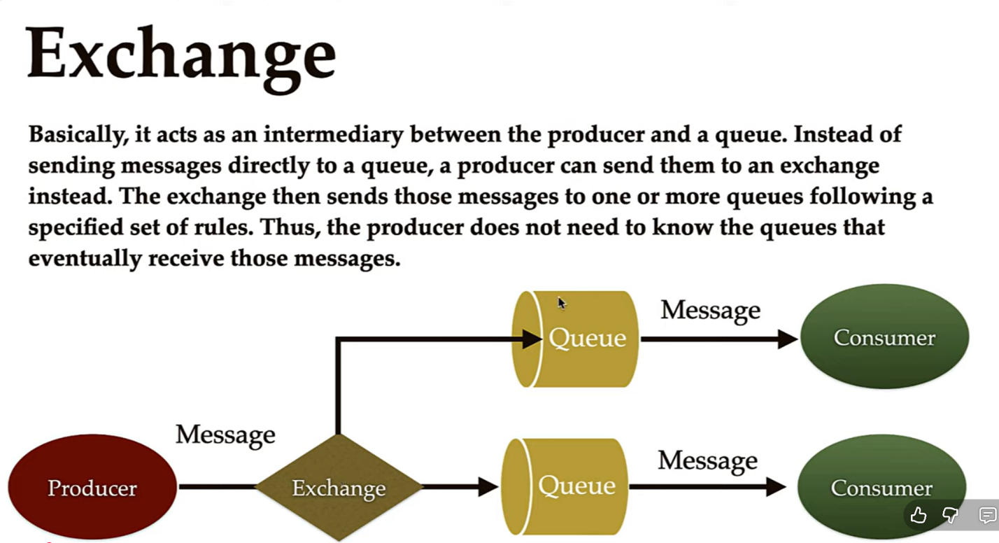 Exchange
Basically, it acts as an intermediary between the producer and a queue. Instead of
sending messages directly to a queue, a producer can send them to an exchange
instead. The exchange then sends those messages to one or more queues following a
specified set of rules. Thus, the producer does not need to know the queues that
eventually receive those messages.
Queue
Message
Consumer
Producer
Message
Exchange
Queue
Message
Consumer